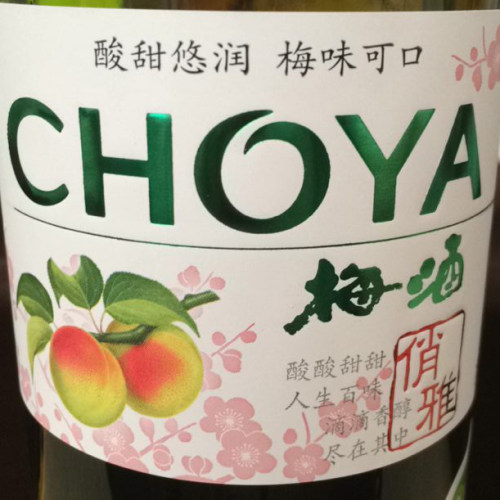 酸甜悠润 梅味可口
CHOYA
梅酒
酸酸甜甜
人生百味
滴滴香醇
尽在其中
俏雅